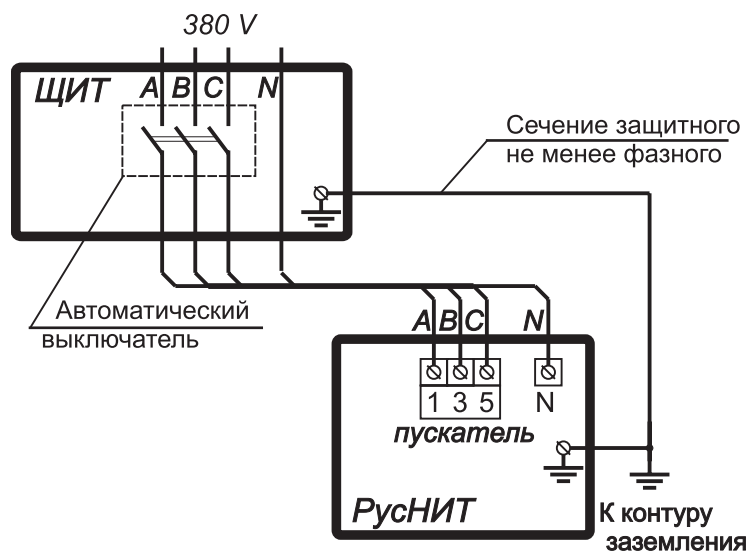 380 V
ЩИТ
A B C N
Сечение защитного
не менее фазного
Автоматический
выключатель
A B C N
1 3 5 N
пускатель
РусНИТ
К контуру
заземления